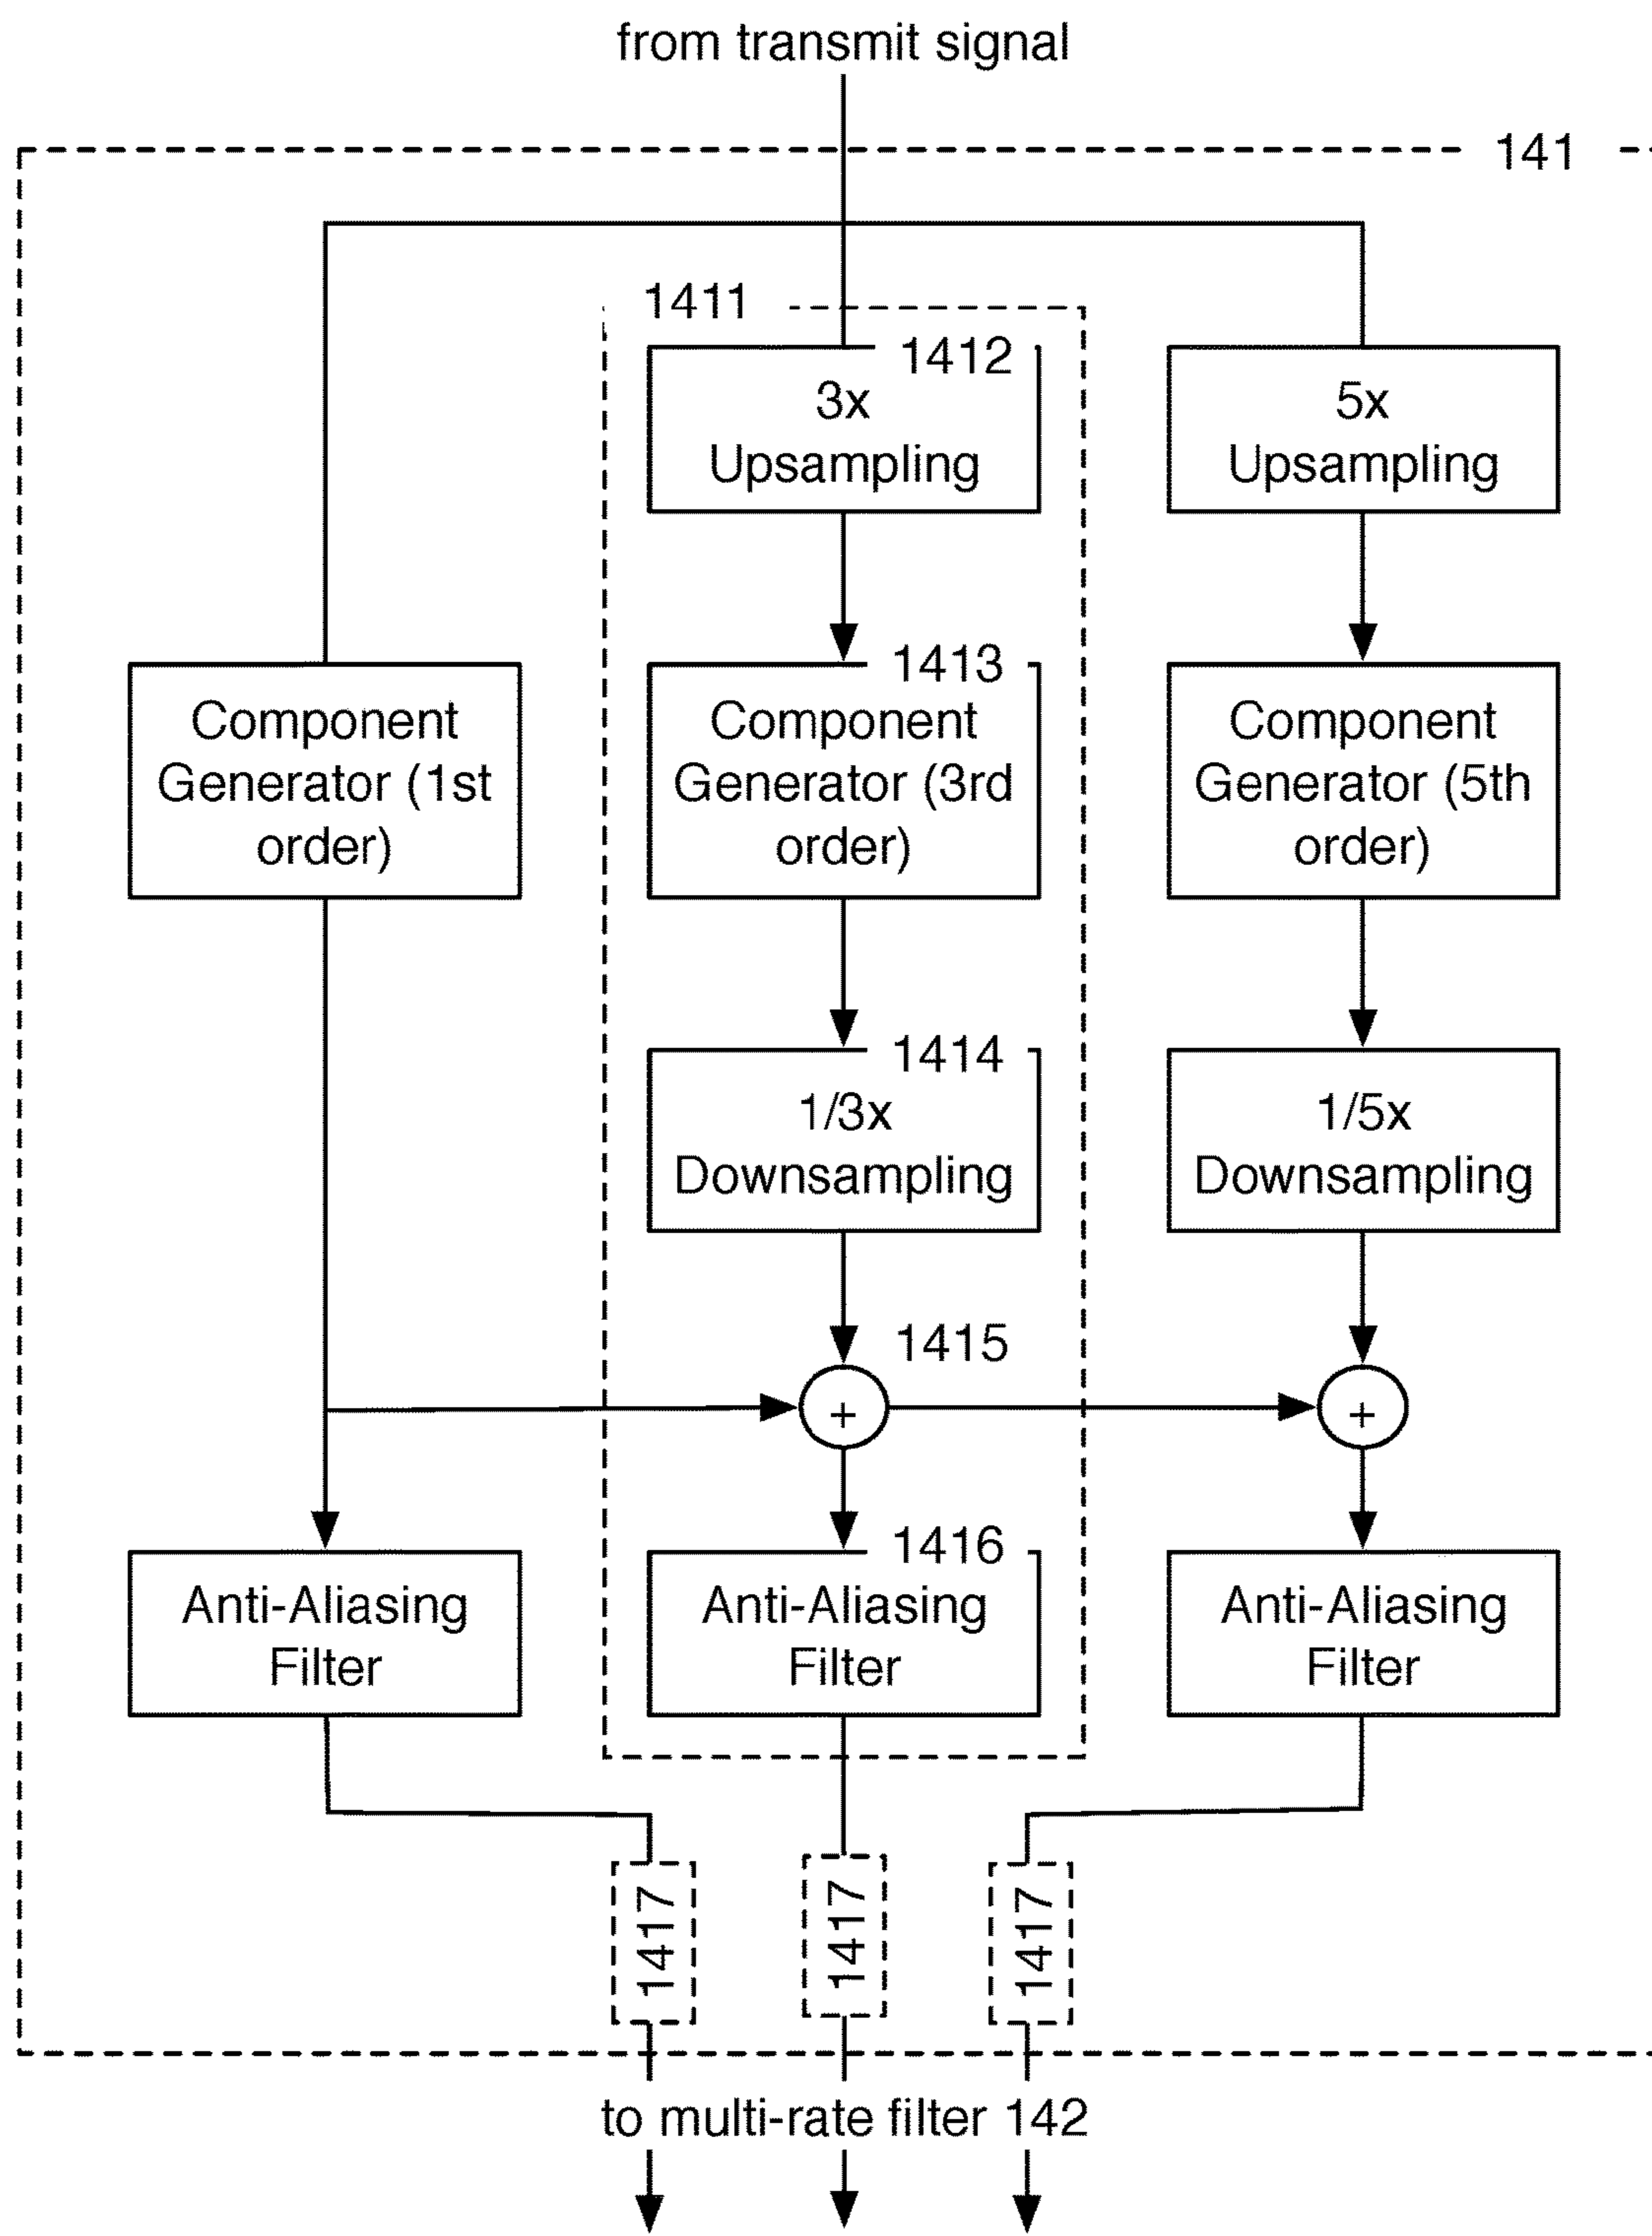 from transmit signal
141
1411
1412
3x
Upsampling
5x
Upsampling
Component
Generator (1st
order)
1413
Component
Generator (3rd
order)
Component
Generator (5th
order)
1414
1/3x
Downsampling
1/5x
Downsampling
1415
+
+
Anti-Aliasing
Filter
1416
Anti-Aliasing
Filter
Anti-Aliasing
Filter
1417
1417
1417
to multi-rate filter 142